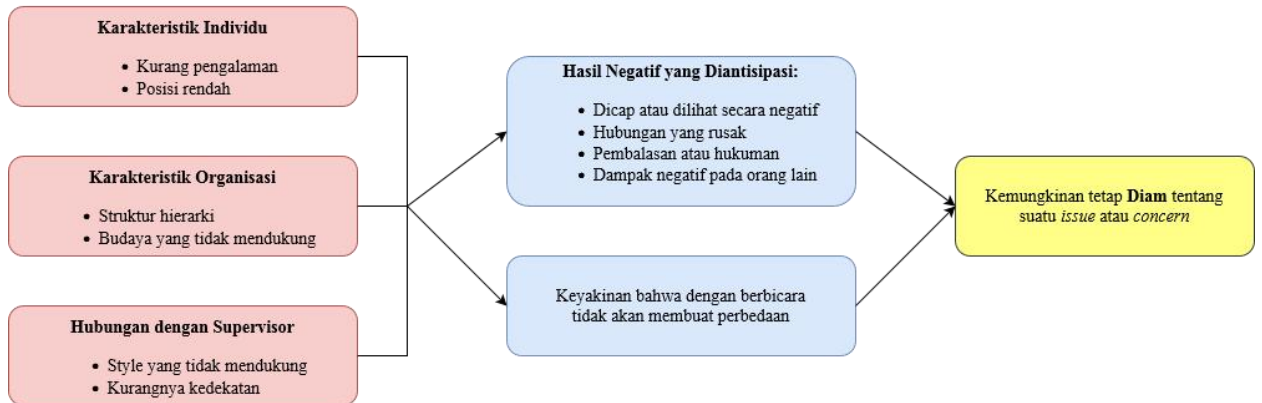 Karakteristik Individu
• Kurang pengalaman
• Posisi rendah
Karakteristik Organisasi
• Struktur hierarki
• Budaya yang tidak mendukung
Hubungan dengan Supervisor
• Style yang tidak mendukung
• Kurangnya kedekatan
Hasil Negatif yang Diantisipasi:
• Dicap atau dilihat secara negatif
• Hubungan yang rusak
• Pembalasan atau hukuman
• Dampak negatif pada orang lain
Keyakinan bahwa dengan berbicara
tidak akan membuat perbedaan
Kemungkinan tetap Diam tentang
suatu issue atau concern